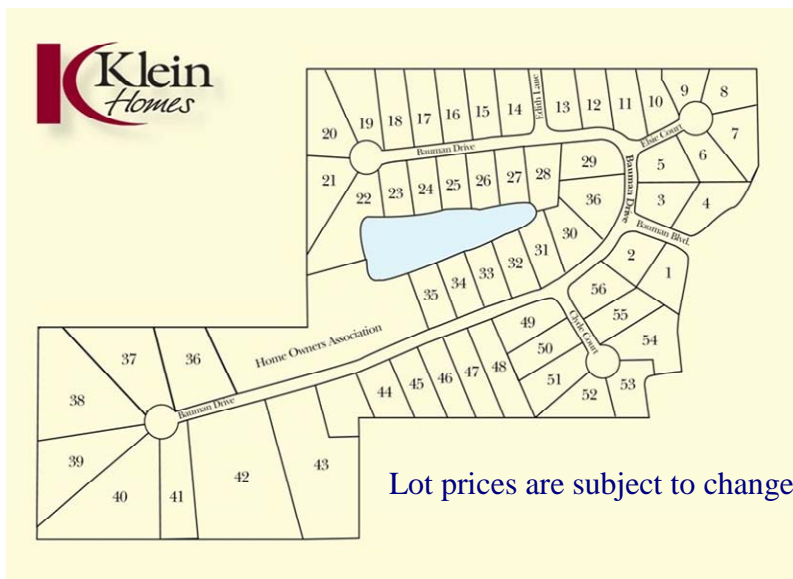 Klein
Homes
20 19 18 17 16 15 14 Edith Lane 13 12 11 10 9 8
7
Elsie Court
Bauman Drive
21 22 23 24 25 26 27 28 29 5 6
Bauman Drive
36 3 4
30 Bauman Blvd.
35 34 33 32 31 2 1
56
55
49 Clyde Court 54
50
Home Owners Association
37 36
38
44 45 46 47 48 51 52 53
Bauman Drive
39 40 41 42 43
Lot prices are subject to change